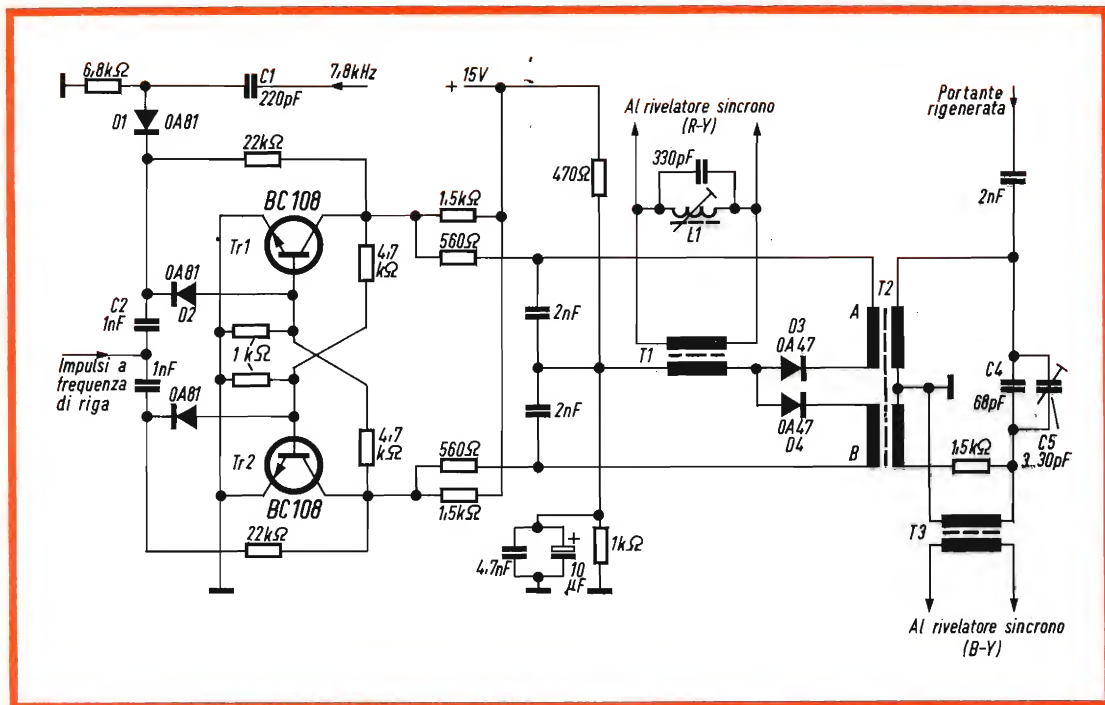 6,8kΩ
C1
220pF
7,8kHz
+ 15V
D1
OA81
22kΩ
BC108
Tr1
4,7
kΩ
OA81
D2
C2
1nF
1nF
1kΩ
Impulsi a
frequenza
di riga
OA81
Tr2
BC108
4,7
kΩ
22kΩ
1,5kΩ
560Ω
560Ω
1,5kΩ
470Ω
Al rivelatore sincrono
(R-Y)
330pF
L1
2nF
2nF
T1
D3
OA47
OA47
D4
A
B
T2
4,7nF
+
10
µF
1kΩ
Portante
rigenerata
2nF
C4
68pF
C5
3...30pF
1,5kΩ
T3
Al rivelatore sincrono
(B-Y)